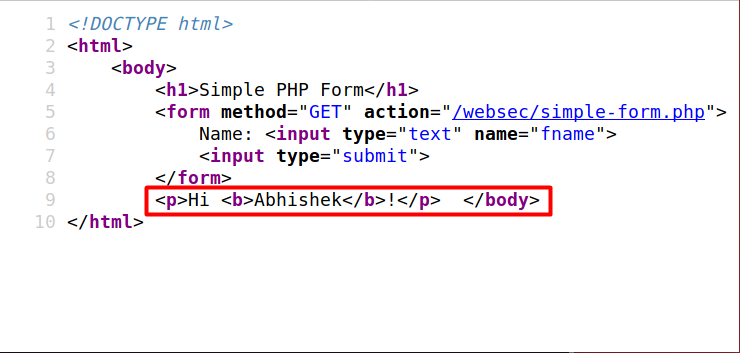 1 <!DOCTYPE html>
2 <html>
3     <body>
4         <h1>Simple PHP Form</h1>
5         <form method="GET" action="/websec/simple-form.php">
6             Name: <input type="text" name="fname">
7             <input type="submit">
8         </form>
9         <p>Hi <b>Abhishek</b>!</p>  </body>
10 </html>